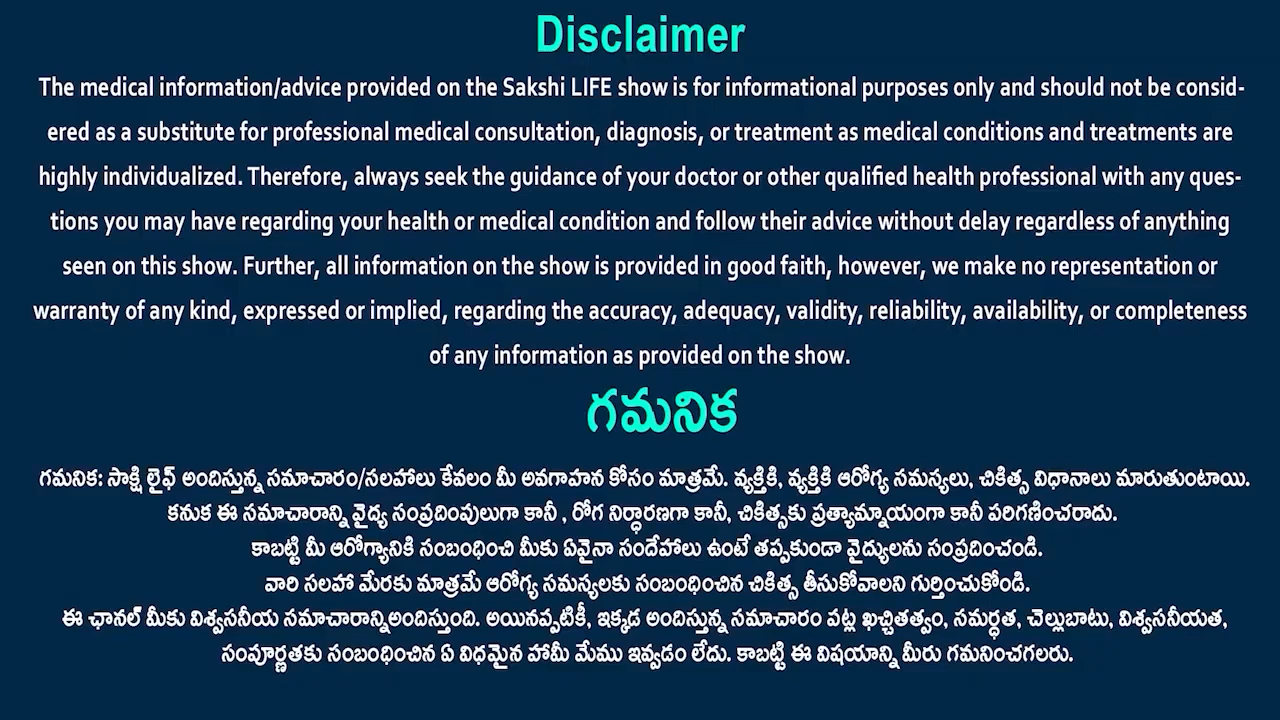 Disclaimer
The medical information/advice provided on the Sakshi LIFE show is for informational purposes only and should not be consid-
ered as a substitute for professional medical consultation, diagnosis, or treatment as medical conditions and treatments are
highly individualized. Therefore, always seek the guidance of your doctor or other qualified health professional with any ques-
tions you may have regarding your health or medical condition and follow their advice without delay regardless of anything
seen on this show. Further, all information on the show is provided in good faith, however, we make no representation or
warranty of any kind, expressed or implied, regarding the accuracy, adequacy, validity, reliability, availability, or completeness
of any information as provided on the show.
గమనిక
గమనిక: సాక్షి లైఫ్ అందిస్తున్న సమాచారం/సలహాలు కేవలం మీ అవగాహన కోసం మాత్రమే. వ్యక్తికి, వ్యక్తికి ఆరోగ్య సమస్యలు, చికిత్స విధానాలు మారుతుంటాయి.
కనుక ఈ సమాచారాన్ని వైద్య సంప్రదింపులుగా కానీ , రోగ నిర్ధారణగా కానీ, చికిత్సకు ప్రత్యామ్నాయంగా కానీ పరిగణించరాదు.
కాబట్టి మీ ఆరోగ్యానికి సంబంధించి మీకు ఏవైనా సందేహాలు ఉంటే తప్పకుండా వైద్యులను సంప్రదించండి.
వారి సలహా మేరకు మాత్రమే ఆరోగ్య సమస్యలకు సంబంధించిన చికిత్స తీసుకోవాలని గుర్తించుకోండి.
ఈ ఛానల్ మీకు విశ్వసనీయ సమాచారాన్నిఅందిస్తుంది. అయినప్పటికీ, ఇక్కడ అందిస్తున్న సమాచారం పట్ల ఖచ్చితత్వం, సమర్ధత, చెల్లుబాటు, విశ్వసనీయత,
సంపూర్ణతకు సంబంధించిన ఏ విధమైన హామీ మేము ఇవ్వడం లేదు. కాబట్టి ఈ విషయాన్ని మీరు గమనించగలరు.